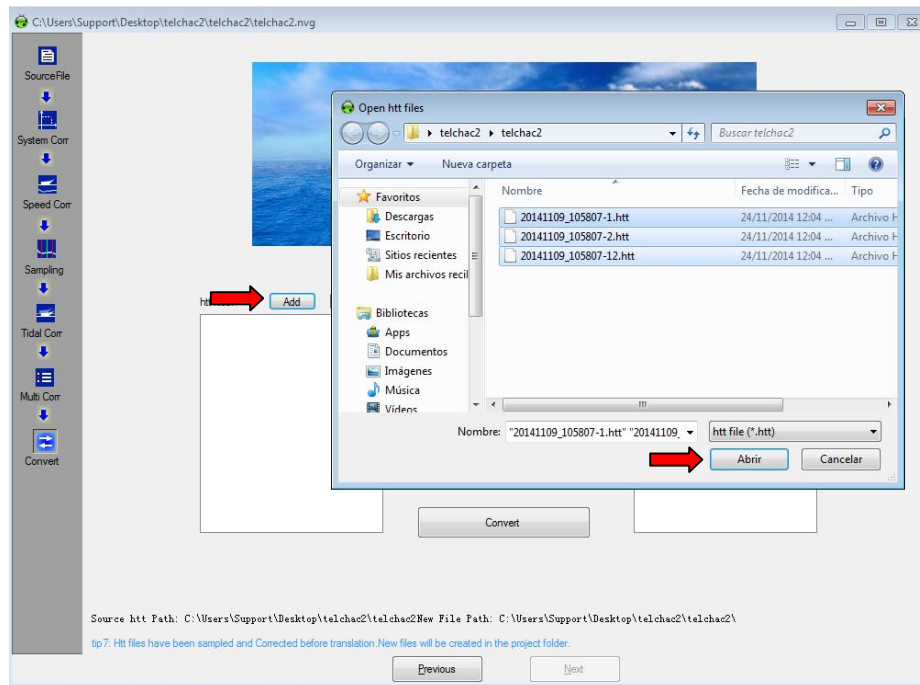 C:\Users\Support\Desktop\telchac2\telchac2\telchac2.nvg
SourceFile
System Corr
Speed Corr
Sampling
Tidal Corr
Multi Corr
Convert
Add
Open htt files
telchac2 ▸ telchac2
Buscar telchac2
Organizar
Nueva carpeta
Favoritos
Descargas
Escritorio
Sitios recientes
Mis archivos recil
Bibliotecas
Apps
Documentos
Imágenes
Música
Vídeos
Nombre
Fecha de modifica...
Tipo
20141109_105807-1.htt
24/11/2014 12:04 ...
Archivo H
20141109_105807-2.htt
24/11/2014 12:04 ...
Archivo H
20141109_105807-12.htt
24/11/2014 12:04 ...
Archivo H
Nombre: "20141109_105807-1.htt" "20141109_
htt file (*.htt)
Abrir
Cancelar
Convert
Source htt Path: C:\Users\Support\Desktop\telchac2\telchac2New File Path: C:\Users\Support\Desktop\telchac2\telchac2\
tip7: Htt files have been sampled and Corrected before translation.New files will be created in the project folder.
Previous
Next